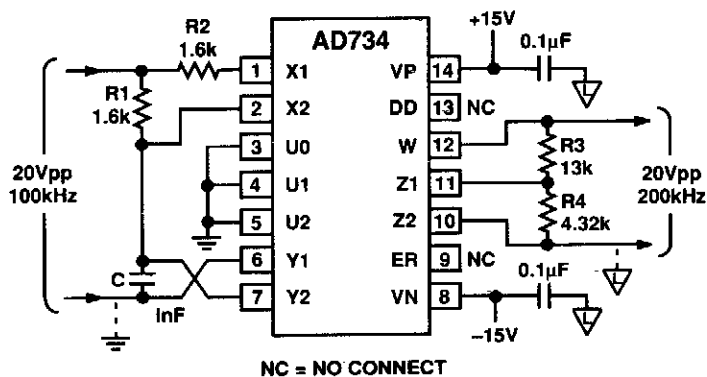 +15V
R2
1.6k
AD734
0.1µF
1 X1 VP 14
L
R1
1.6k
2 X2 DD 13 NC
20Vpp
100kHz
3 U0 W 12
R3
13k
4 U1 Z1 11
20Vpp
200kHz
5 U2 Z2 10
R4
4.32k
6 Y1 ER 9 NC
C
InF
7 Y2 VN 8
0.1µF
L
L
–15V
NC = NO CONNECT